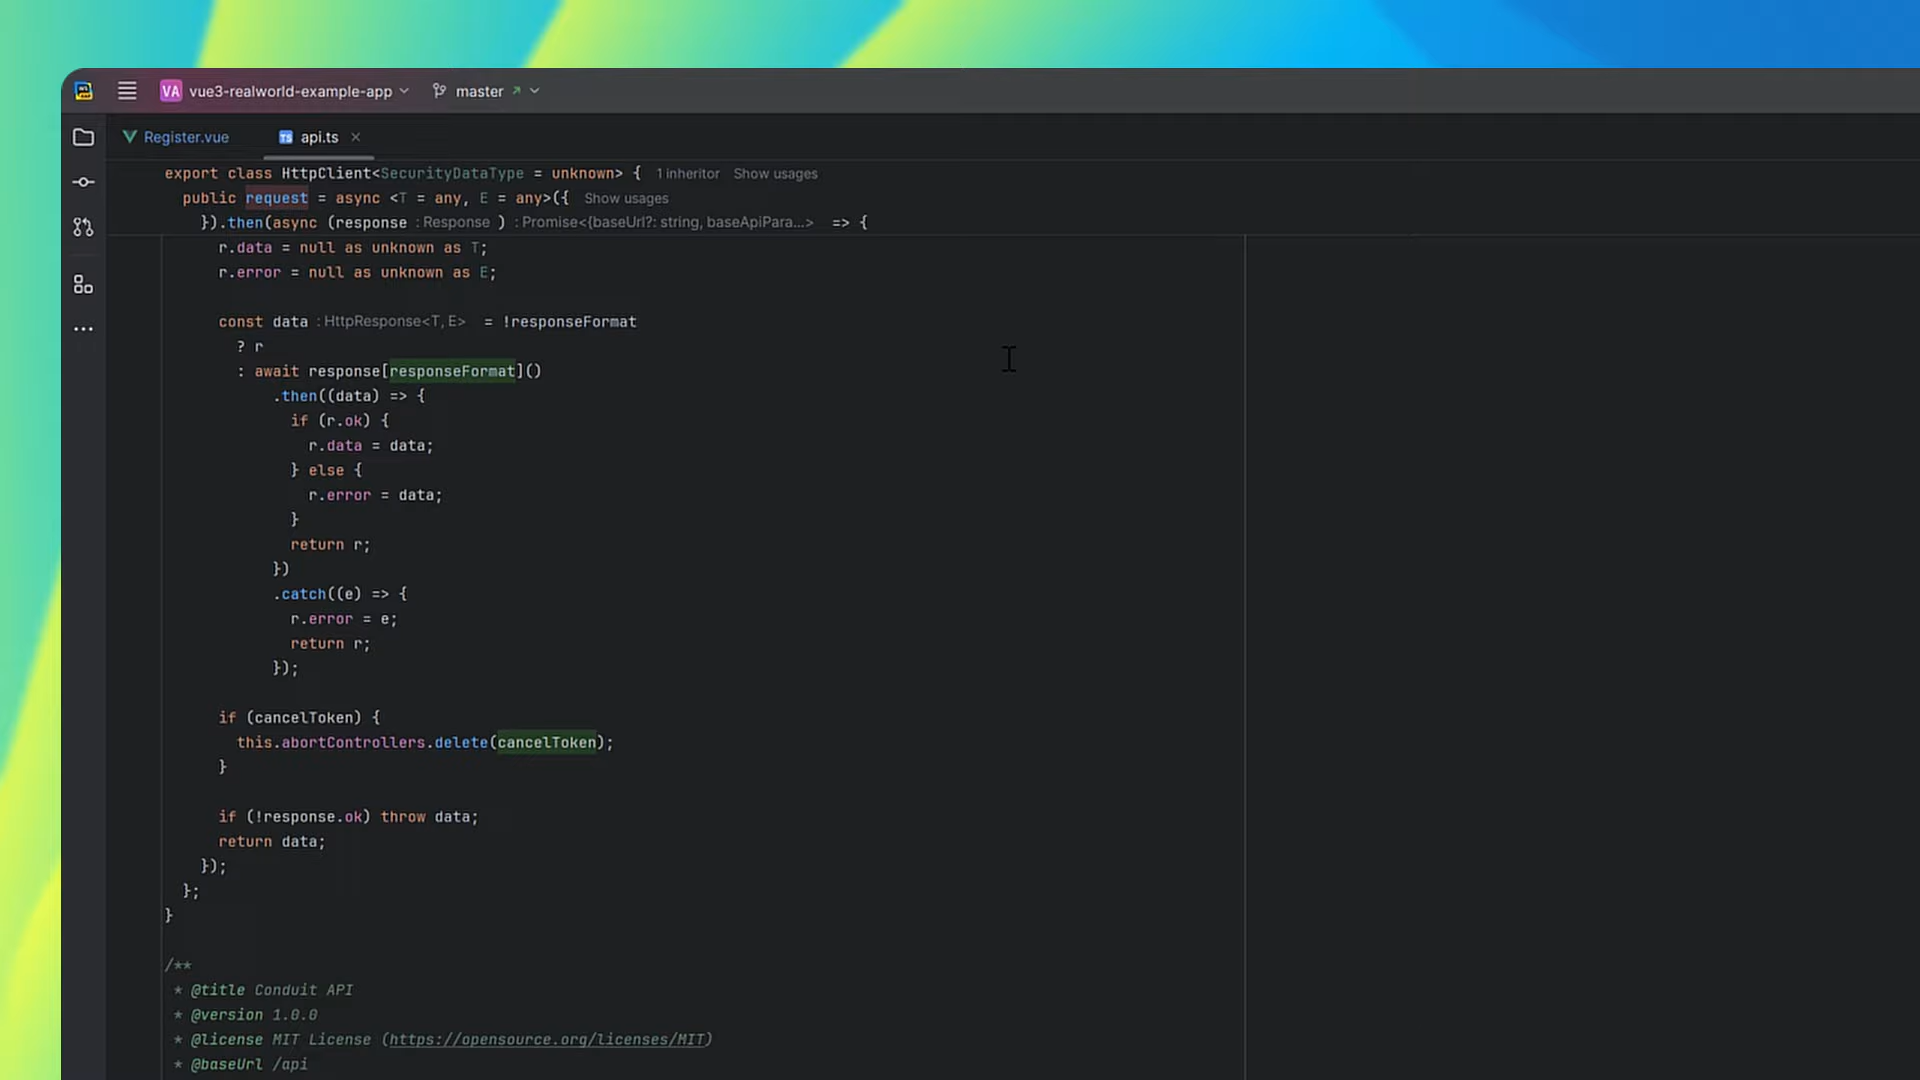 VA vue3-realworld-example-app master
Register.vue TS api.ts
export class HttpClient<SecurityDataType = unknown> { 1 inheritor Show usages
public request = async <T = any, E = any>({ Show usages
}).then(async (response : Response ) : Promise<{baseUrl?: string, baseApiPara...> => {
r.data = null as unknown as T;
r.error = null as unknown as E;
const data : HttpResponse<T, E> = !responseFormat
? r
: await response[responseFormat]()
.then((data) => {
if (r.ok) {
r.data = data;
} else {
r.error = data;
}
return r;
})
.catch((e) => {
r.error = e;
return r;
});
if (cancelToken) {
this.abortControllers.delete(cancelToken);
}
if (!response.ok) throw data;
return data;
});
};
}
/**
* @title Conduit API
* @version 1.0.0
* @license MIT License (https://opensource.org/licenses/MIT)
* @baseUrl /api